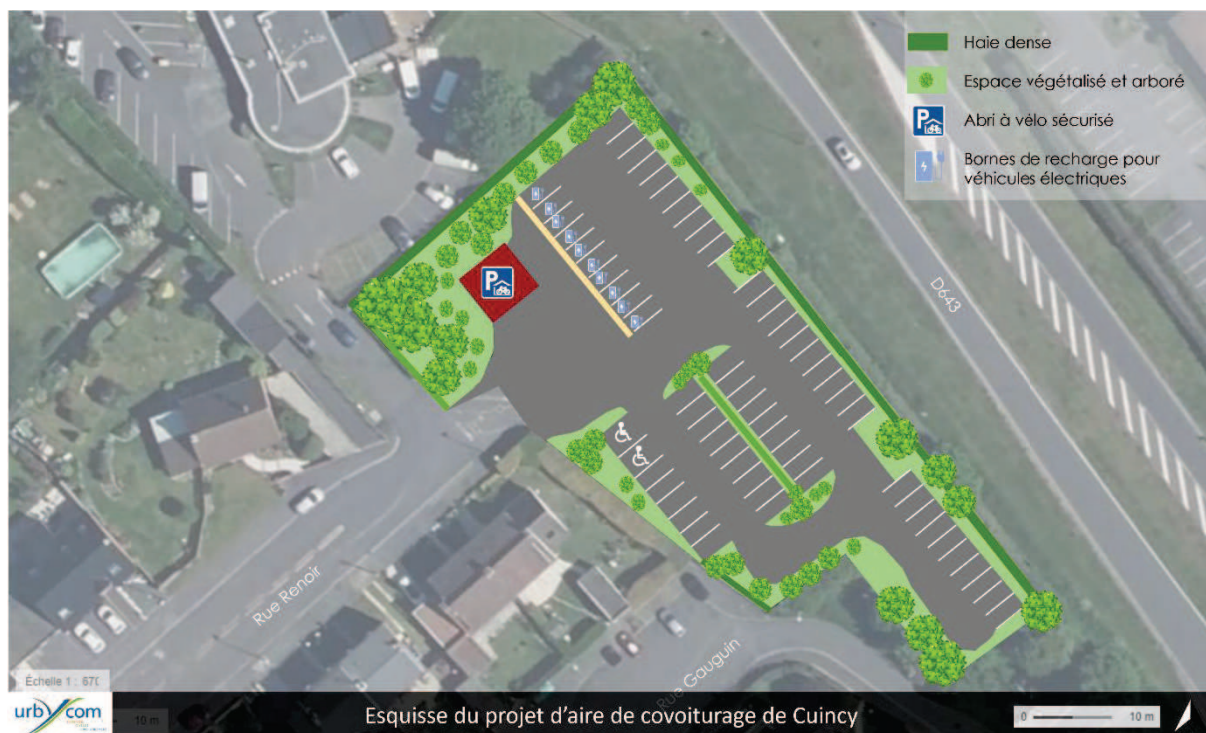 Haie dense
Espace végétalisé et arboré
P
Abri à vélo sécurisé
Bornes de recharge pour
véhicules électriques
P
D643
Rue Renoir
Rue Gauguin
Échelle 1 : 670
urbycom
10 m
Esquisse du projet d'aire de covoiturage de Cuincy
0 10 m